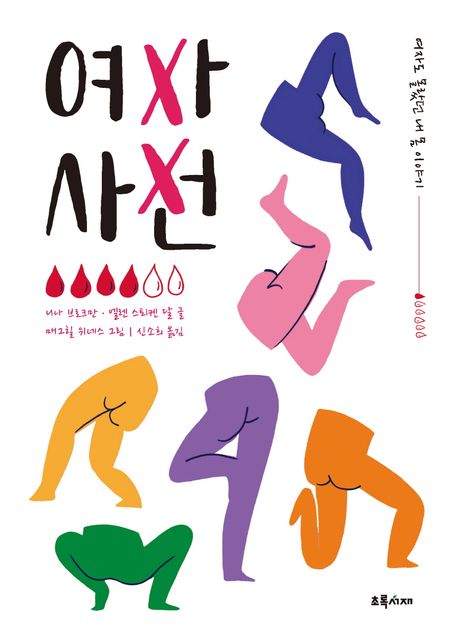 여자
사전
니나 브로크만 · 엘렌 스퇴켄 달 글
매그힐 위네스 그림 | 신소희 옮김
여자도 몰랐던 내 몸 이야기
초록서재